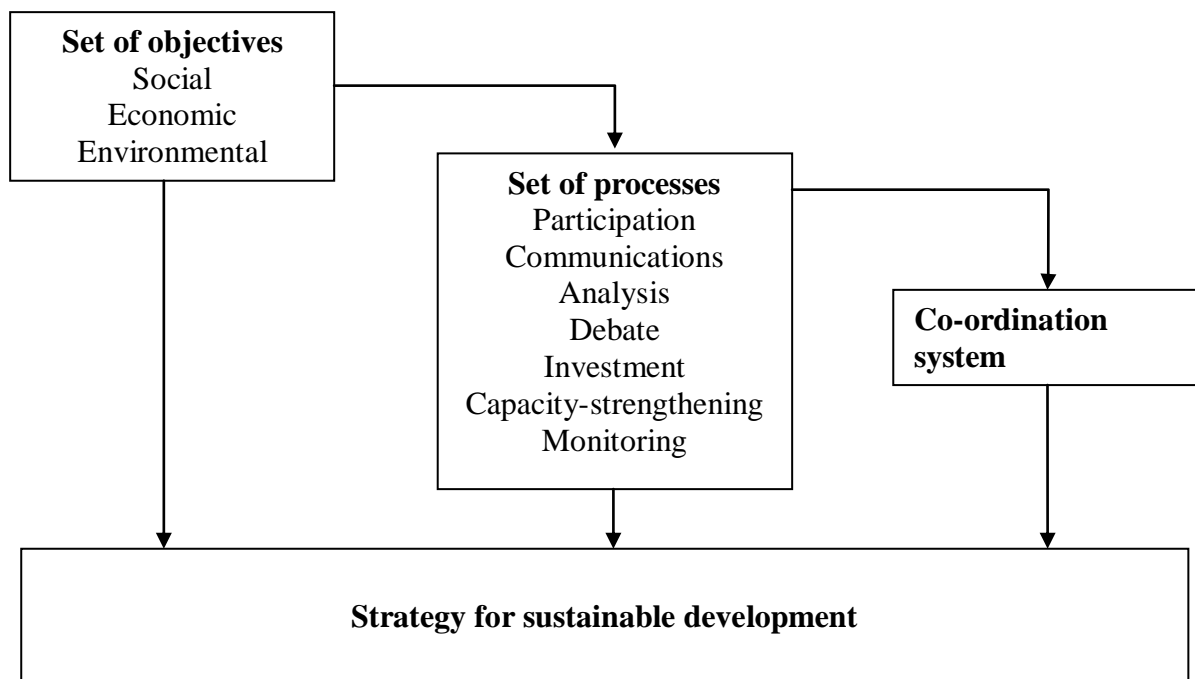 Set of objectives
Social
Economic
Environmental
Set of processes
Participation
Communications
Analysis
Debate
Investment
Capacity-strengthening
Monitoring
Co-ordination
system
Strategy for sustainable development